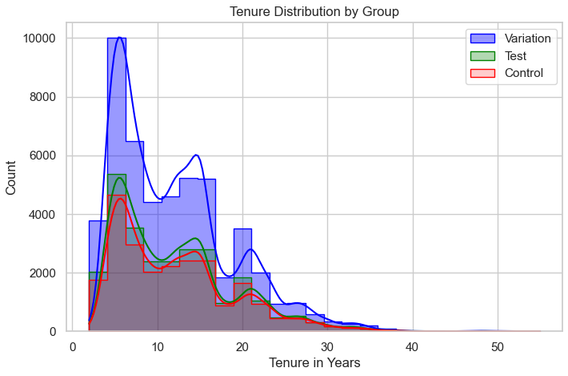 Tenure Distribution by Group
Variation
Test
Control
10000
8000
6000
4000
2000
0
Count
0
10
20
30
40
50
Tenure in Years